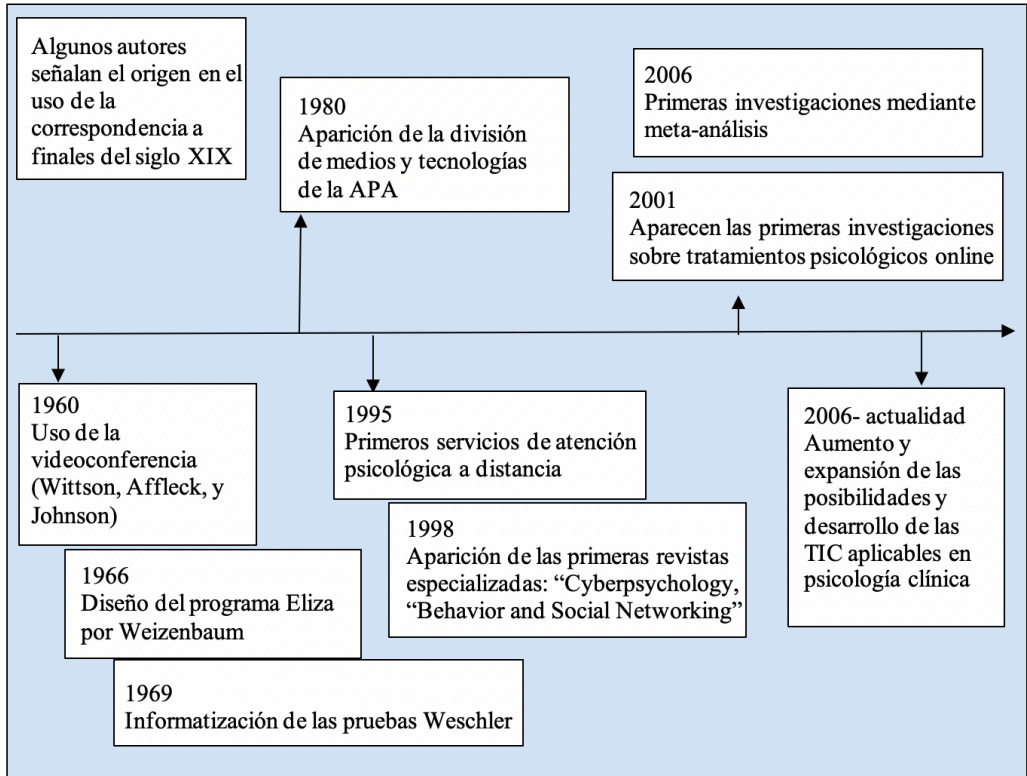 Algunos autores
señalan el origen en el
uso de la
correspondencia a
finales del siglo XIX
1980
Aparición de la división
de medios y tecnologías
de la APA
2006
Primeras investigaciones mediante
meta-análisis
2001
Aparecen las primeras investigaciones
sobre tratamientos psicológicos online
1960
Uso de la
videoconferencia
(Wittson, Affleck, y
Johnson)
1966
Diseño del programa Eliza
por Weizenbaum
1969
Informatización de las pruebas Weschler
1995
Primeros servicios de atención
psicológica a distancia
1998
Aparición de las primeras revistas
especializadas: “Cyberpsychology,
“Behavior and Social Networking”
2006- actualidad
Aumento y
expansión de las
posibilidades y
desarrollo de las
TIC aplicables en
psicología clínica